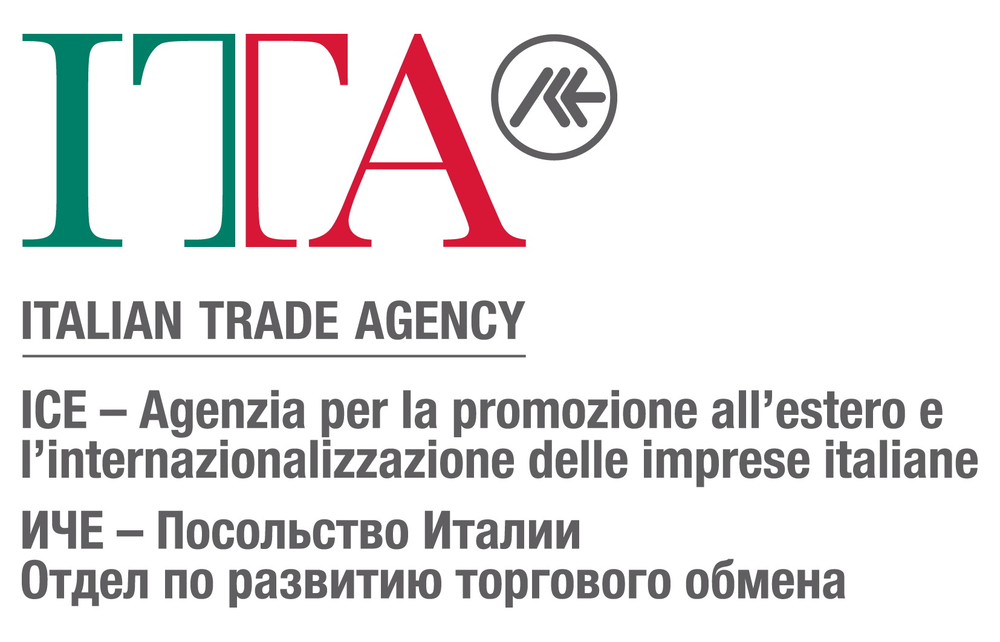 ITA
ITALIAN TRADE AGENCY
ICE – Agenzia per la promozione all’estero e
l’internazionalizzazione delle imprese italiane
ИЧЕ – Посольство Италии
Отдел по развитию торгового обмена